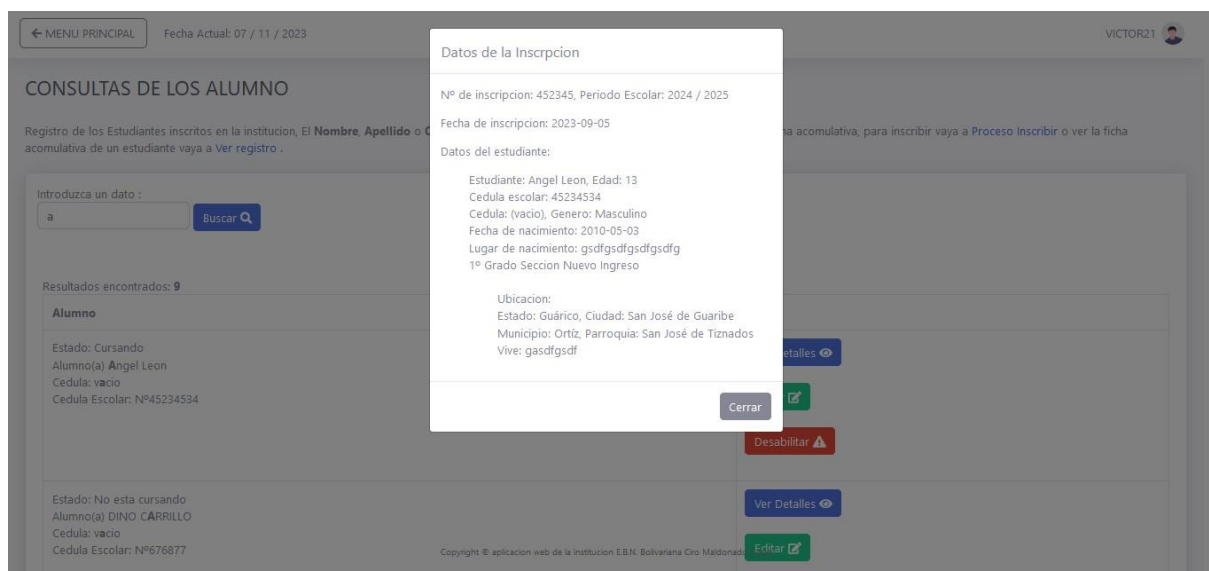 MENU PRINCIPAL
Fecha Actual: 07 / 11 / 2023
VICTOR21
CONSULTAS DE LOS ALUMNO
Registro de los Estudiantes inscritos en la institucion, El Nombre, Apellido o
na acomulativa, para inscribir vaya a Proceso Inscribir o ver la ficha
acomulativa de un estudiante vaya a Ver registro .
Introduzca un dato :
a
Buscar
Resultados encontrados: 9
Alumno
Estado: Cursando
Alumno(a) Angel Leon
Cedula: vacio
Cedula Escolar: Nº45234534
etalles
Desabilitar
Estado: No esta cursando
Alumno(a) DINO CARRILLO
Cedula: vacio
Cedula Escolar: Nº676877
Ver Detalles
Editar
Copyright © aplicacion web de la institucion E.B.N. Bolivariana Ciro Maldonado
Datos de la Inscrpcion
Nº de inscripcion: 452345, Periodo Escolar: 2024 / 2025
Fecha de inscripcion: 2023-09-05
Datos del estudiante:
Estudiante: Angel Leon, Edad: 13
Cedula escolar: 45234534
Cedula: (vacio), Genero: Masculino
Fecha de nacimiento: 2010-05-03
Lugar de nacimiento: gsdfgsdfgsdfgsdfg
1º Grado Seccion Nuevo Ingreso
Ubicacion:
Estado: Guárico, Ciudad: San José de Guaribe
Municipio: Ortíz, Parroquia: San José de Tiznados
Vive: gasdfgsdf
Cerrar